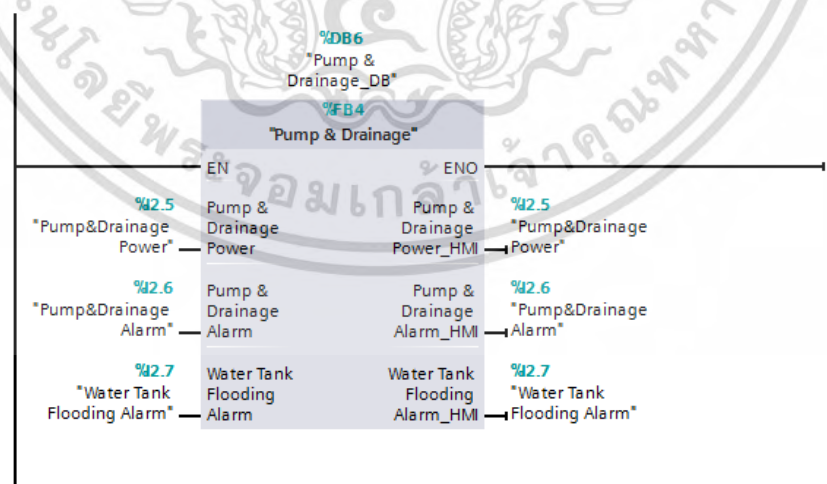 %DB6
"Pump &
Drainage_DB"
%FB4
"Pump & Drainage"
EN
ENO
%I2.5
"Pump&Drainage
Power"
Pump &
Drainage
Power
Pump &
Drainage
Power_HMI
%I2.5
"Pump&Drainage
Power"
%I2.6
"Pump&Drainage
Alarm"
Pump &
Drainage
Alarm
Pump &
Drainage
Alarm_HMI
%I2.6
"Pump&Drainage
Alarm"
%I2.7
"Water Tank
Flooding Alarm"
Water Tank
Flooding
Alarm
Water Tank
Flooding
Alarm_HMI
%I2.7
"Water Tank
Flooding Alarm"